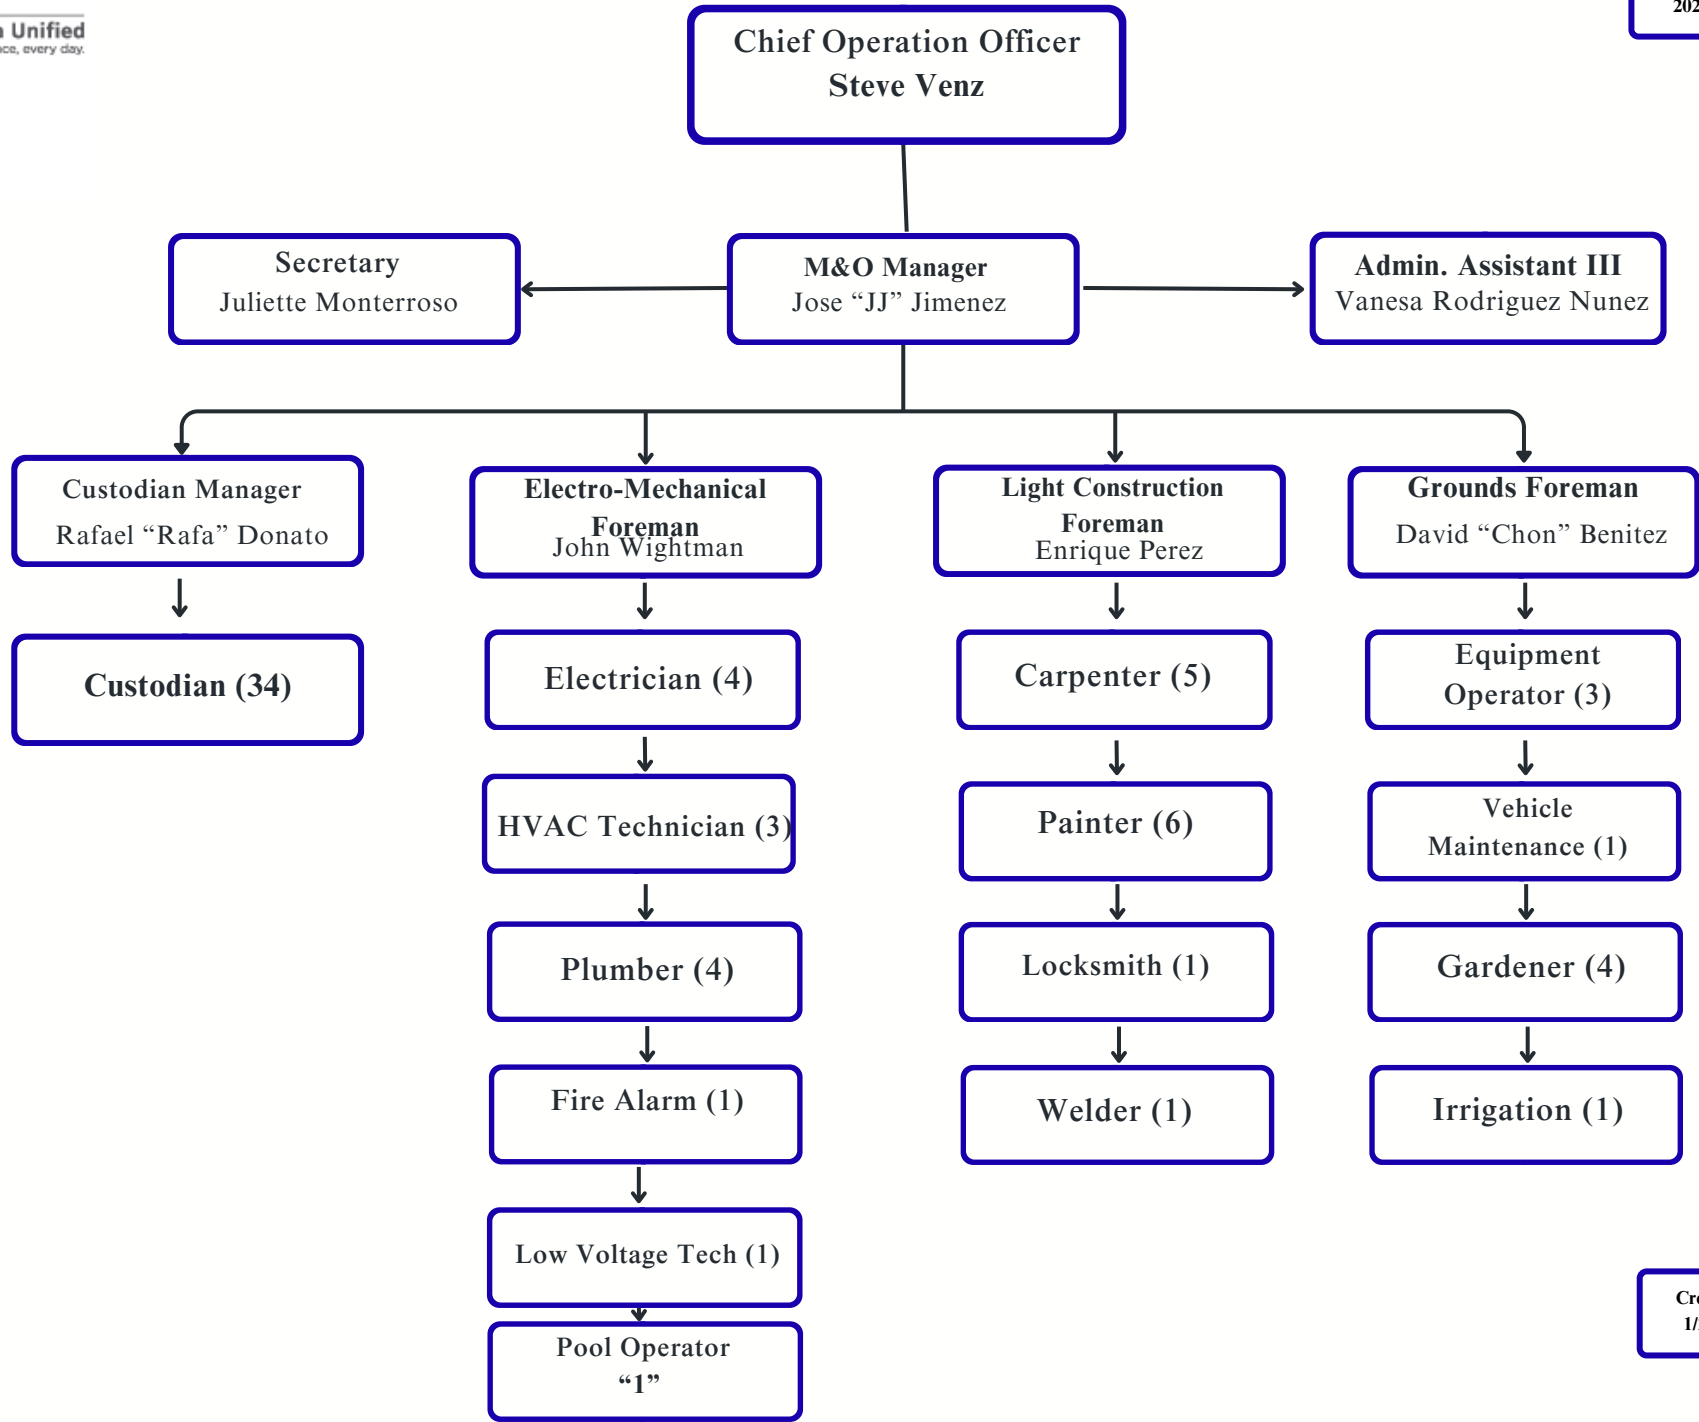 Unified
every day.
202
Chief Operation Officer
Steve Venz
Secretary
Juliette Monterroso
M&O Manager
Jose “JJ” Jimenez
Admin. Assistant III
Vanesa Rodriguez Nunez
Custodian Manager
Rafael “Rafa” Donato
Electro-Mechanical
Foreman
John Wightman
Light Construction
Foreman
Enrique Perez
Grounds Foreman
David “Chon” Benitez
Custodian (34)
Electrician (4)
Carpenter (5)
Equipment
Operator (3)
HVAC Technician (3)
Painter (6)
Vehicle
Maintenance (1)
Plumber (4)
Locksmith (1)
Gardener (4)
Fire Alarm (1)
Welder (1)
Irrigation (1)
Low Voltage Tech (1)
Pool Operator
“1”